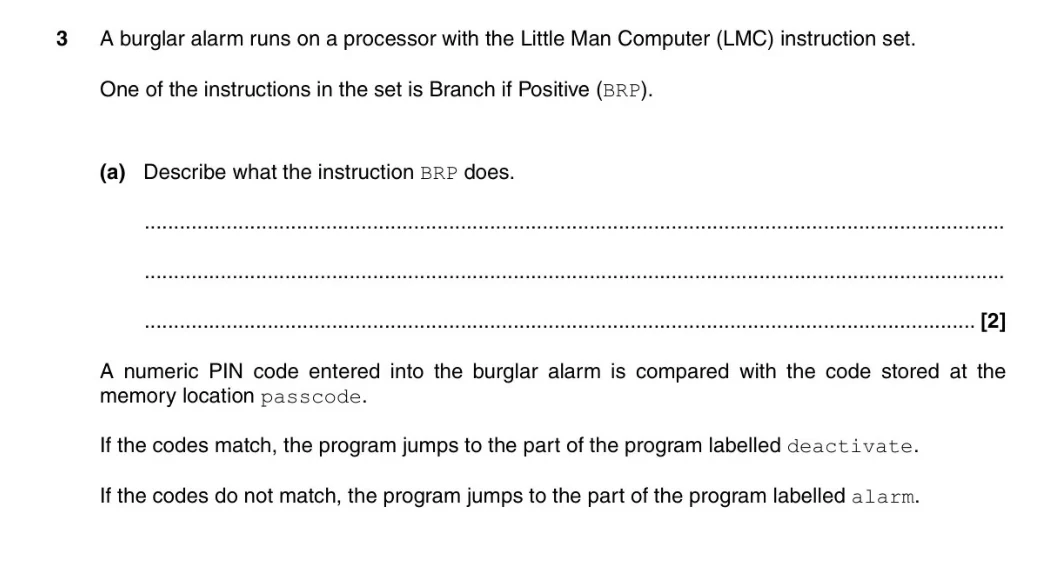 3 A burglar alarm runs on a processor with the Little Man Computer (LMC) instruction set.
One of the instructions in the set is Branch if Positive (BRP).
(a) Describe what the instruction BRP does.
..........................................................................................
..........................................................................................
.......................................................................................... [2]
A numeric PIN code entered into the burglar alarm is compared with the code stored at the
memory location passcode.
If the codes match, the program jumps to the part of the program labelled deactivate.
If the codes do not match, the program jumps to the part of the program labelled alarm.